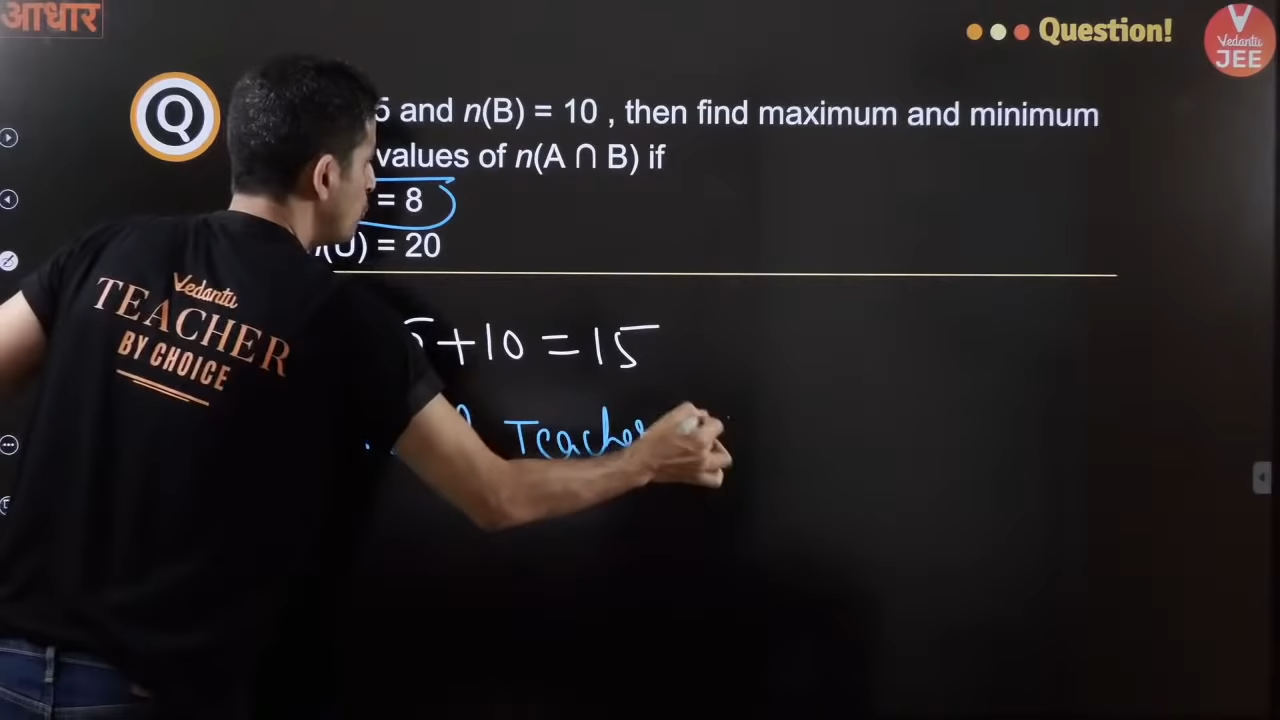 आधार
Question!
Vedantu
JEE
Q
5 and n(B) = 10 , then find maximum and minimum
values of n(A ∩ B) if
= 8
(U) = 20
5+10=15
Teacher
Vedantu
TEACHER
BY CHOICE